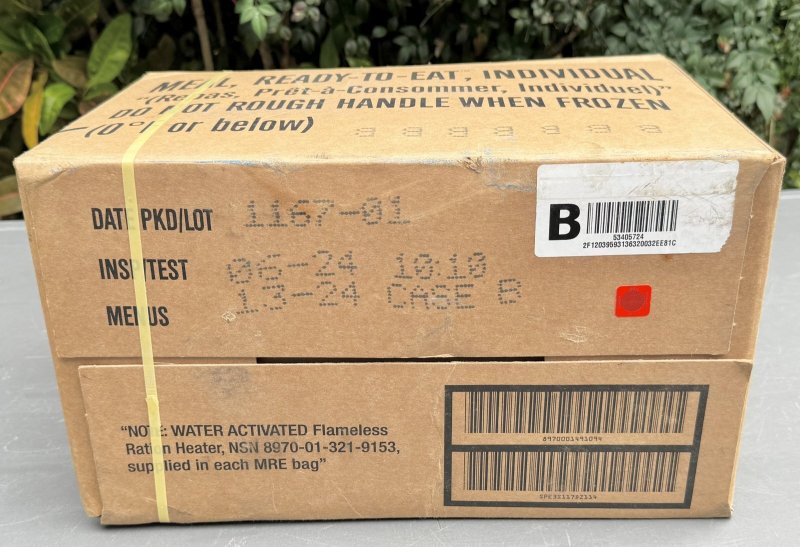 MEAL, READY-TO-EAT, INDIVIDUAL
"(Repas, Prêt-à-Consommer, Individuel)"
DO NOT ROUGH HANDLE WHEN FROZEN
(0°F or below)
DATE PKD/LOT 1167-01
INSP/TEST 06-24 10:10
MENUS 13-24 CASE B
B
53405724
2F12039593136320032EE81C
"NOTE: WATER ACTIVATED Flameless
Ration Heater, NSN 8970-01-321-9153,
supplied in each MRE bag"
8970001491094